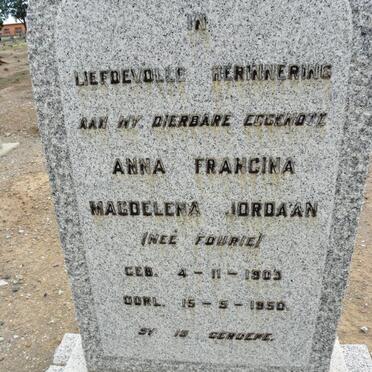 IN
LIEFDEVOLLE HERINNERING
AAN MY DIERBARE EGGENOTE
ANNA FRANCINA
MAGDELENA JORDAAN
(NEÉ FOURIE)
GEB. 4-11-1903
OORL. 15-5-1950.
SY IS GEROEPE.